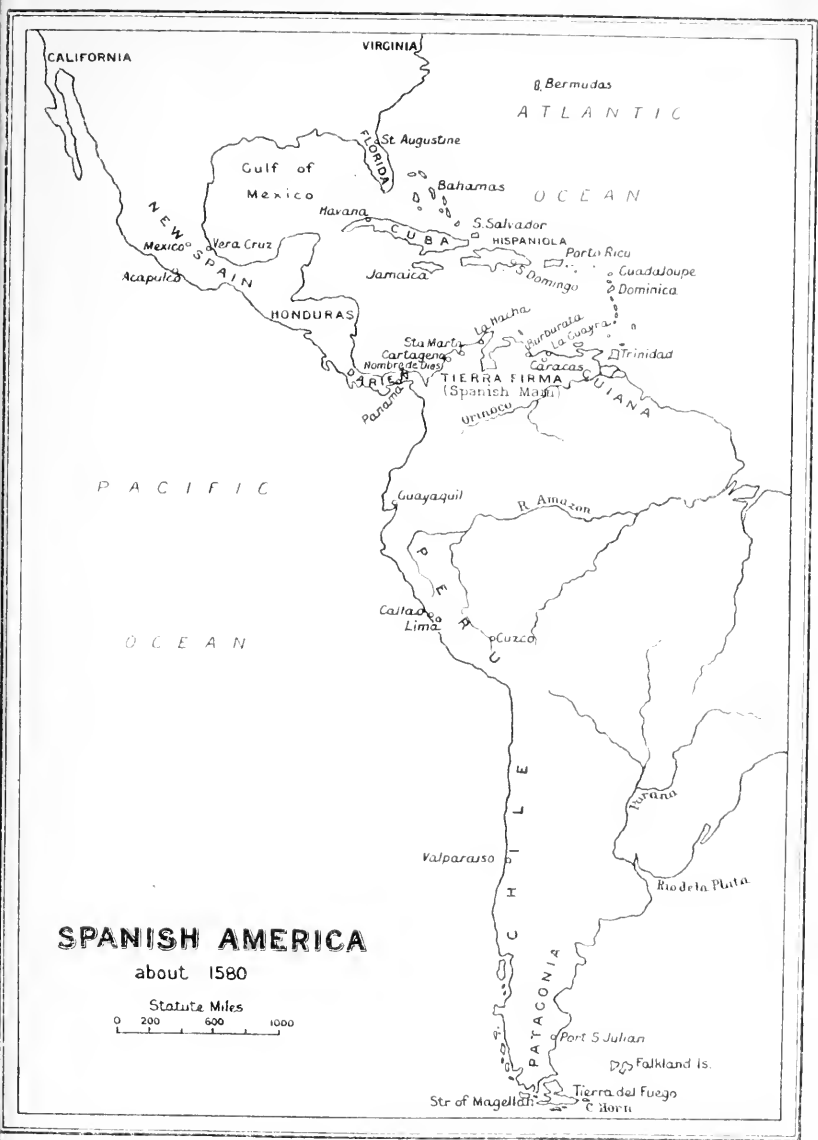 CALIFORNIA
VIRGINIA
Bermudas
ATLANTIC
OCEAN
St Augustine
FLORIDA
Gulf of
Mexico
Bahamas
Havana
CUBA
S. Salvador
HISPANIOLA
Porto Rico
NEW SPAIN
Mexico
Vera Cruz
Acapulco
Jamaica
S. Domingo
Guadaloupe
Dominica
HONDURAS
La Hacha
Burburata
La Guayra
Sta Marta
Cartagena
Nombre de Dios
Caracas
Trinidad
DARIEN
TIERRA FIRMA
(Spanish Main)
GUIANA
Panama
Orinoco
PACIFIC
OCEAN
Guayaquil
R. Amazon
PERU
Callao
Lima
Cuzco
CHILE
Parana
Valparaiso
Rio de la Plata
SPANISH AMERICA
about 1580
Statute Miles
0 200 600 1000
PATAGONIA
Port S Julian
Falkland Is.
Tierra del Fuego
Str of Magellan
C Horn